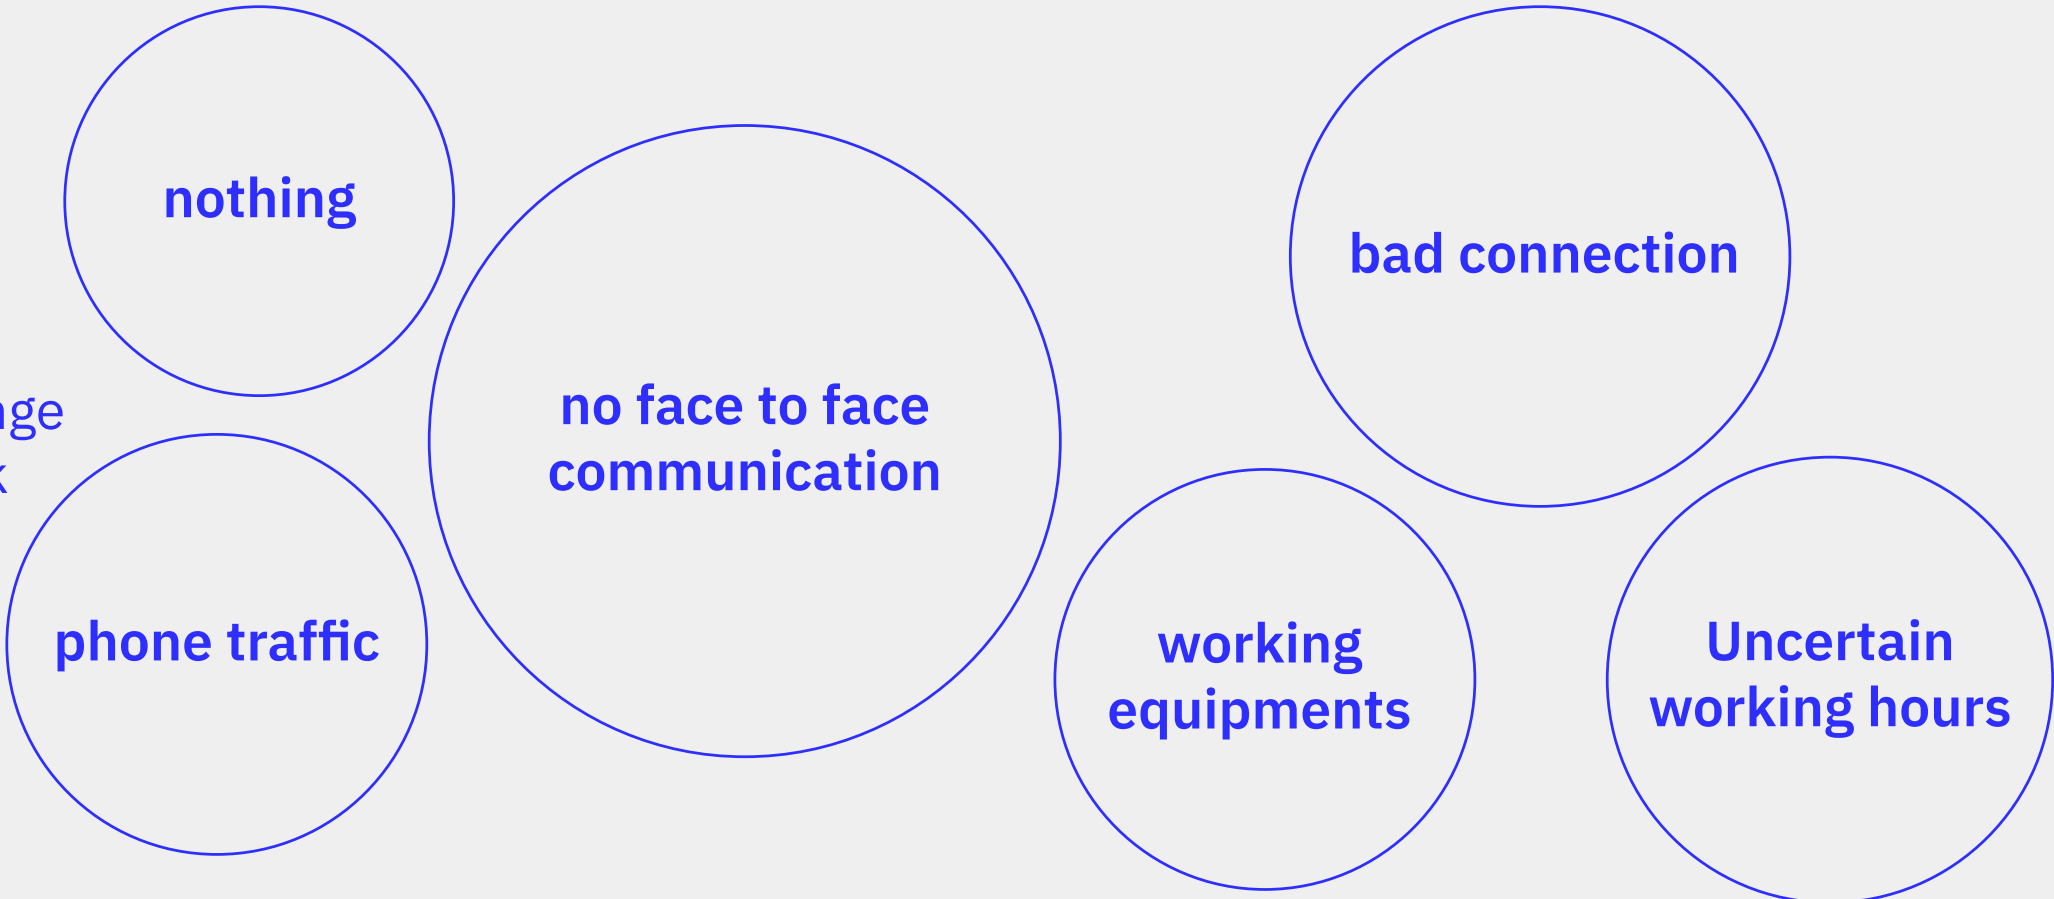 nothing
bad connection
no face to face
communication
phone traffic
working
equipments
Uncertain
working hours